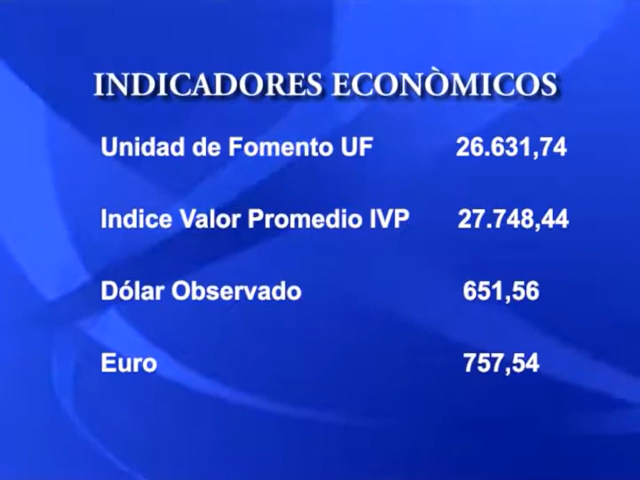 INDICADORES ECONÒMICOS
Unidad de Fomento UF 26.631,74
Indice Valor Promedio IVP 27.748,44
Dólar Observado 651,56
Euro 757,54